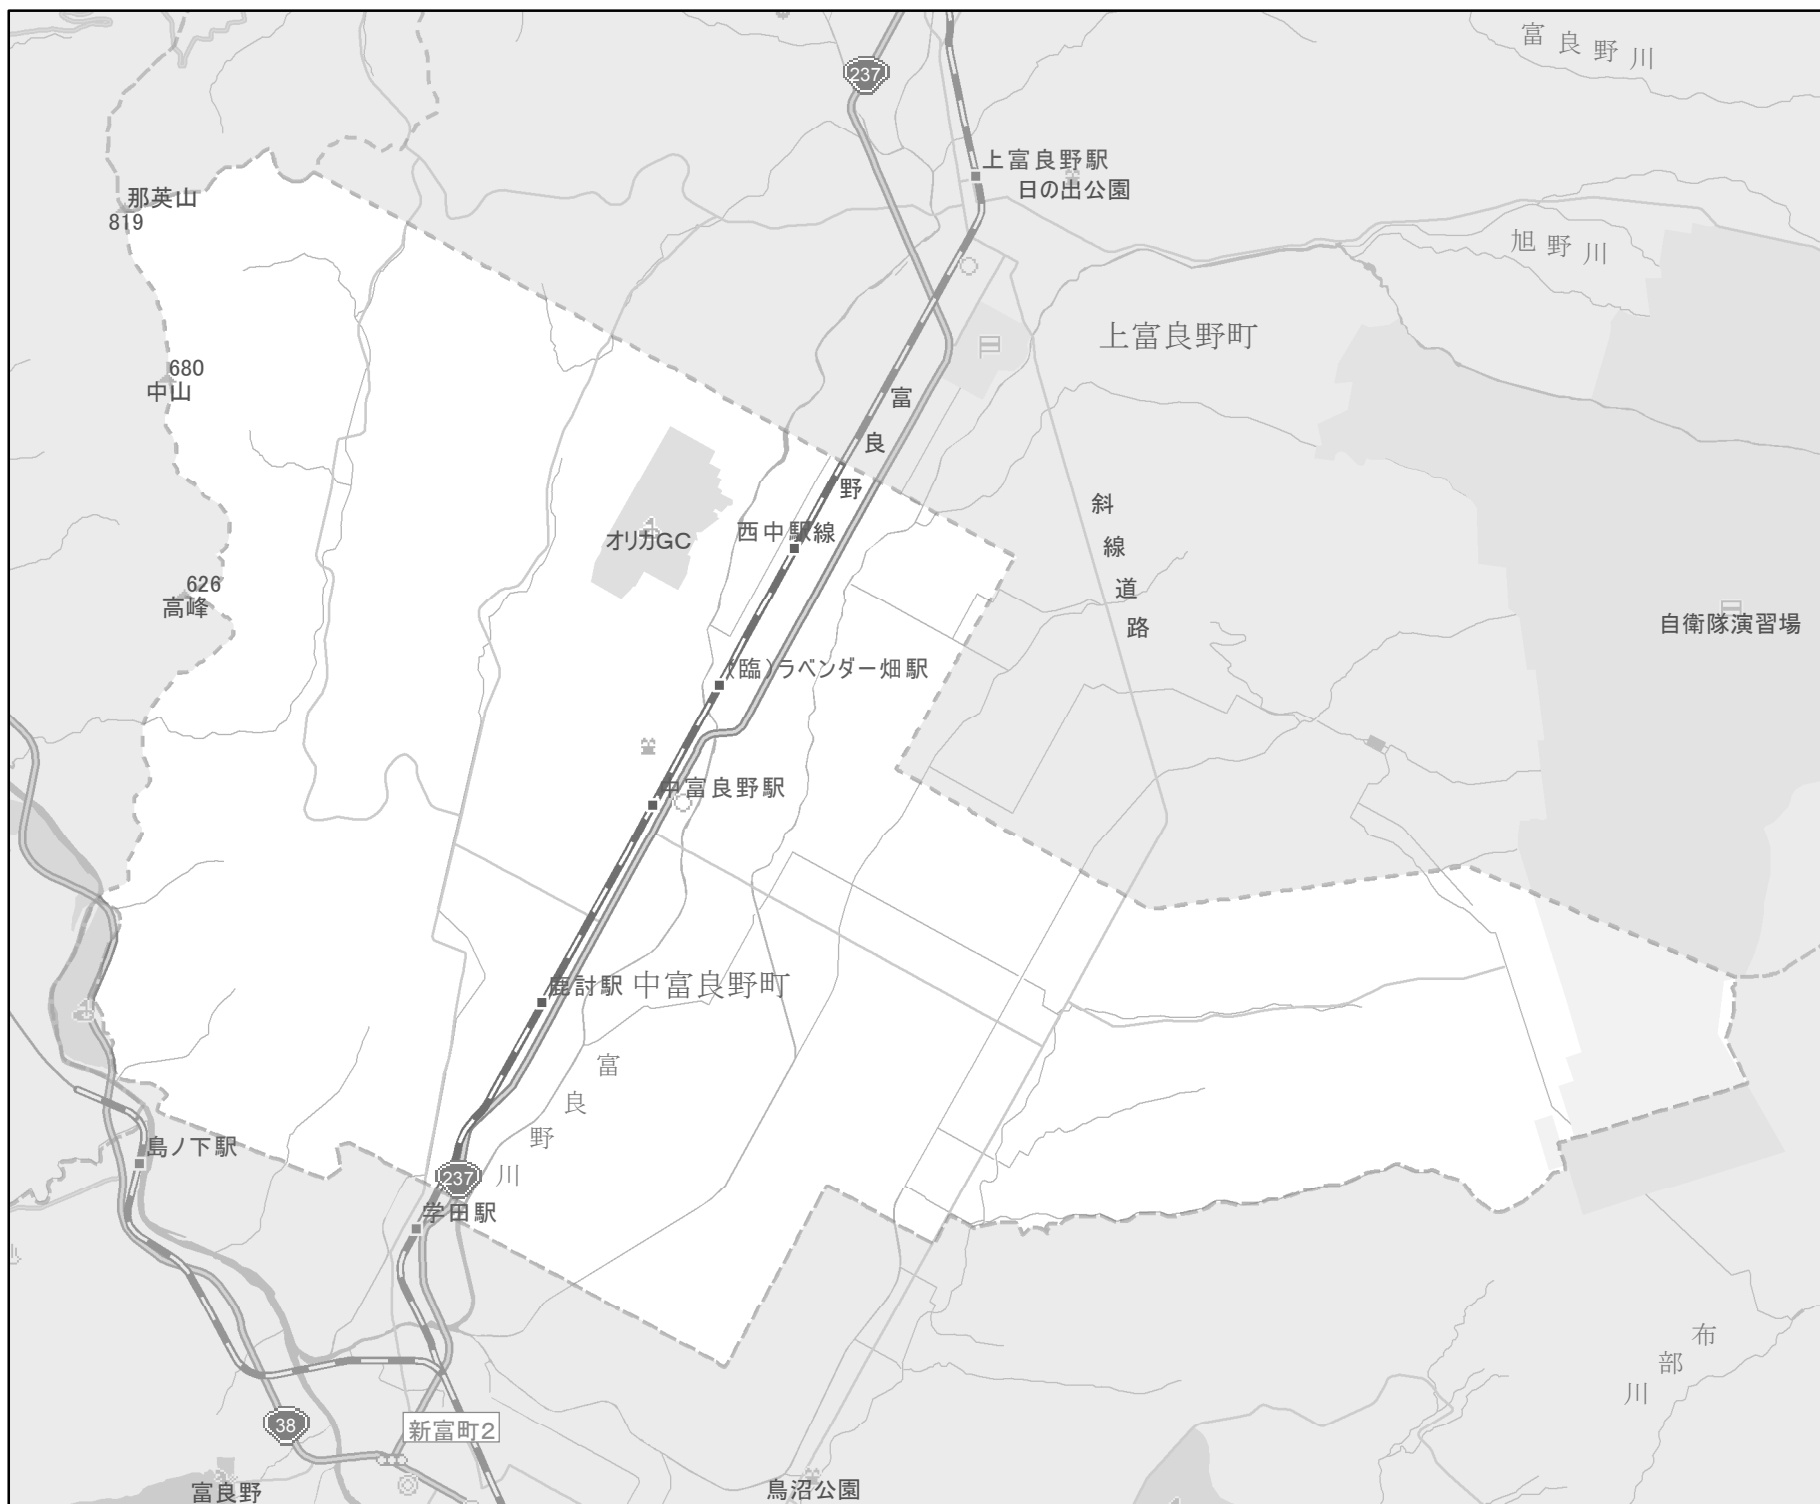 富良野川
237
上富良野駅
日の出公園
那英山
819
旭野川
上富良野町
680
中山
富良野線
斜線道路
オリカGC
西中駅
626
高峰
自衛隊演習場
(臨)ラベンダー畑駅
中富良野駅
鹿討駅
中富良野町
富良野川
島ノ下駅
237
学田駅
布部川
38
新富町2
富良野
鳥沼公園